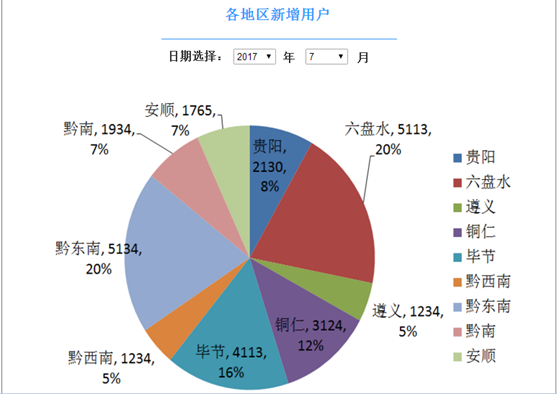 各地区新增用户
日期选择： 2017 年 7 月
安顺, 1765,
7%
黔南, 1934,
7%
贵阳,
2130,
8%
六盘水, 5113,
20%
黔东南, 5134,
20%
遵义, 1234,
5%
铜仁, 3124,
12%
毕节, 4113,
16%
黔西南, 1234,
5%
贵阳
六盘水
遵义
铜仁
毕节
黔西南
黔东南
黔南
安顺